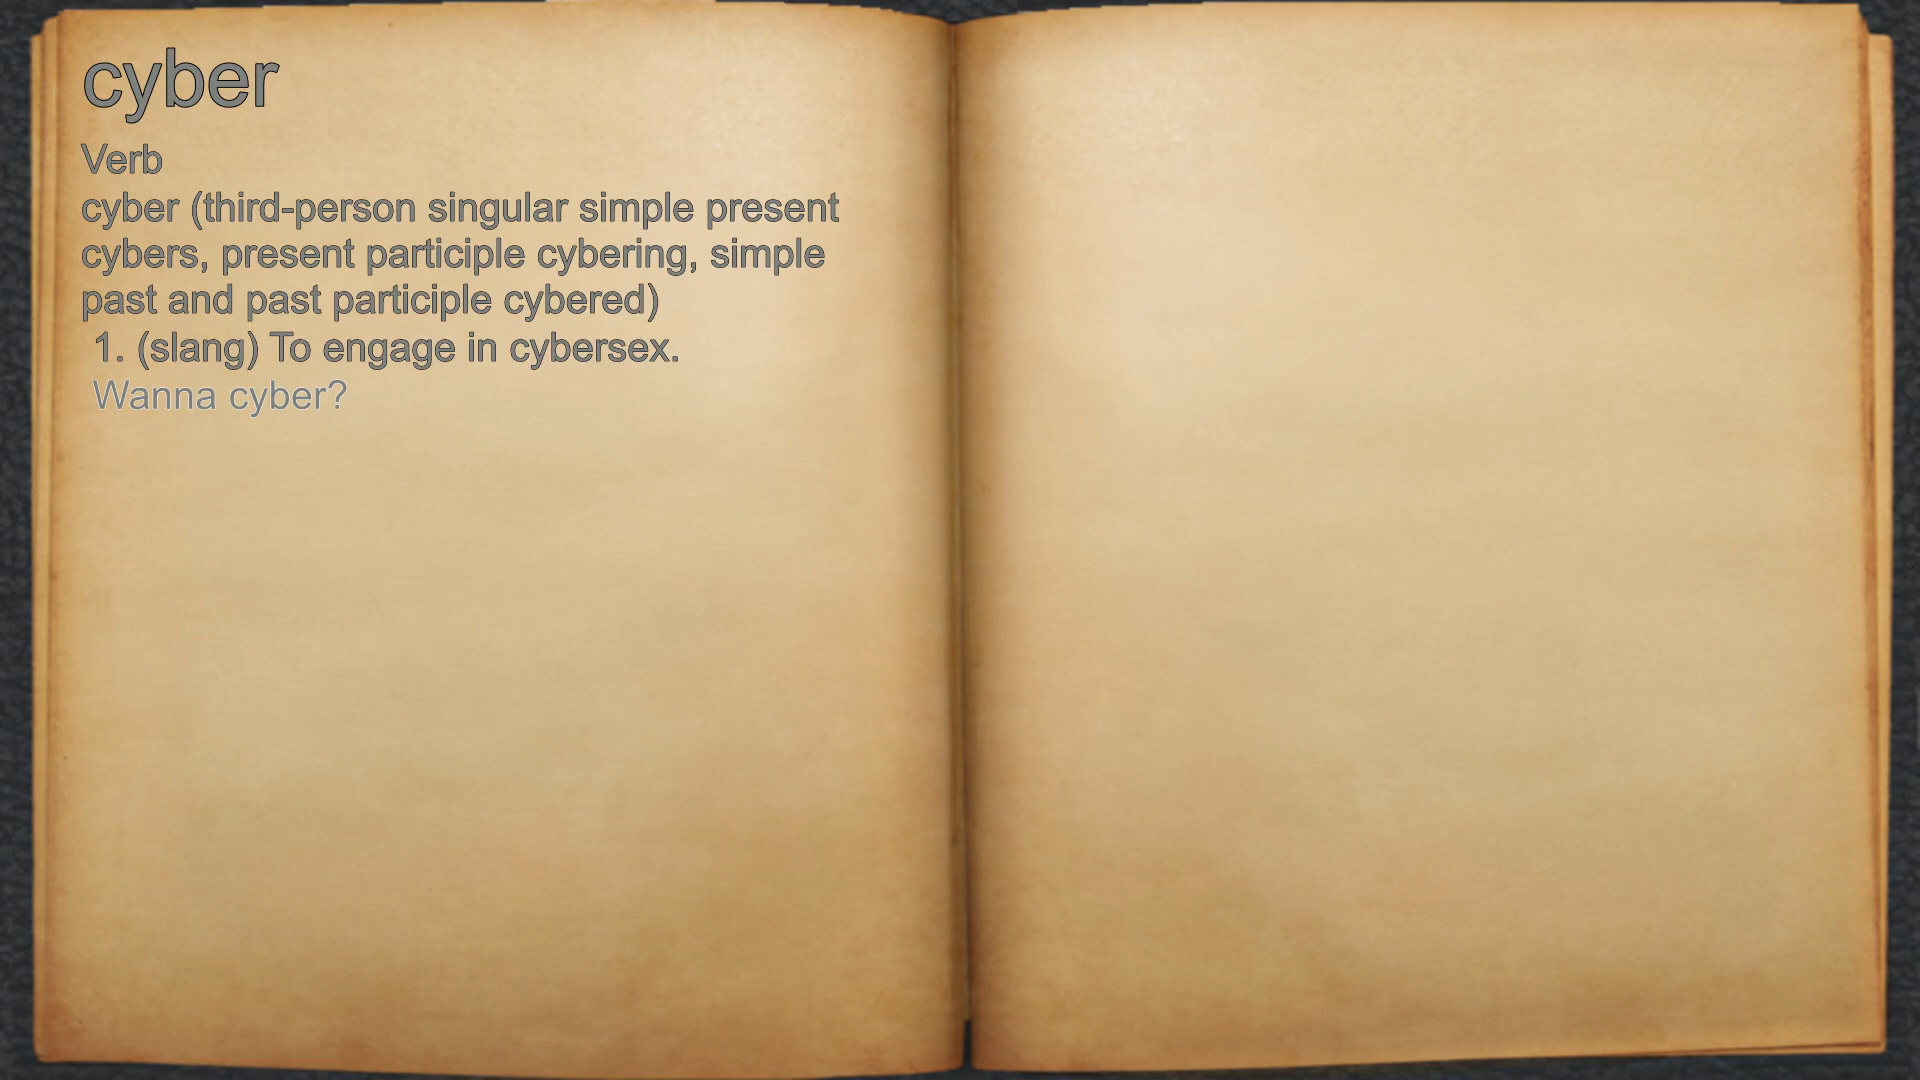 cyber
Verb
cyber (third-person singular simple present
cybers, present participle cybering, simple
past and past participle cybered)
1. (slang) To engage in cybersex.
Wanna cyber?